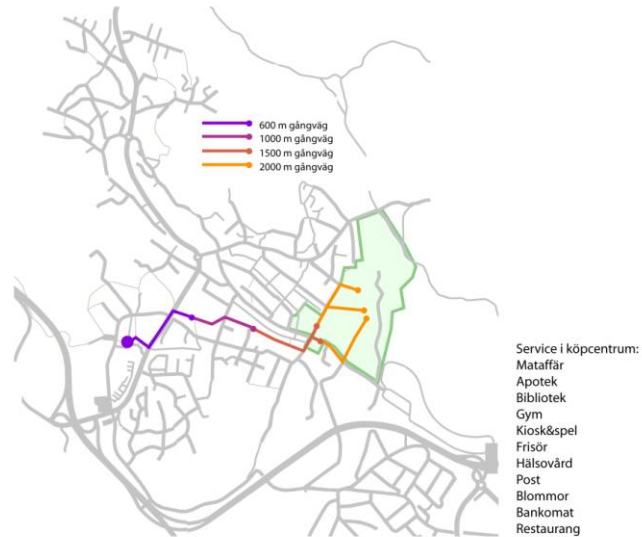 600 m gångväg
1000 m gångväg
1500 m gångväg
2000 m gångväg
Service i köpcentrum:
Mataffär
Apotek
Bibliotek
Gym
Kiosk&spel
Frisör
Hälsovård
Post
Blommor
Bankomat
Restaurang